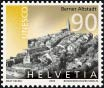 Berner Altstadt
90
UNESCO
HELVETIA